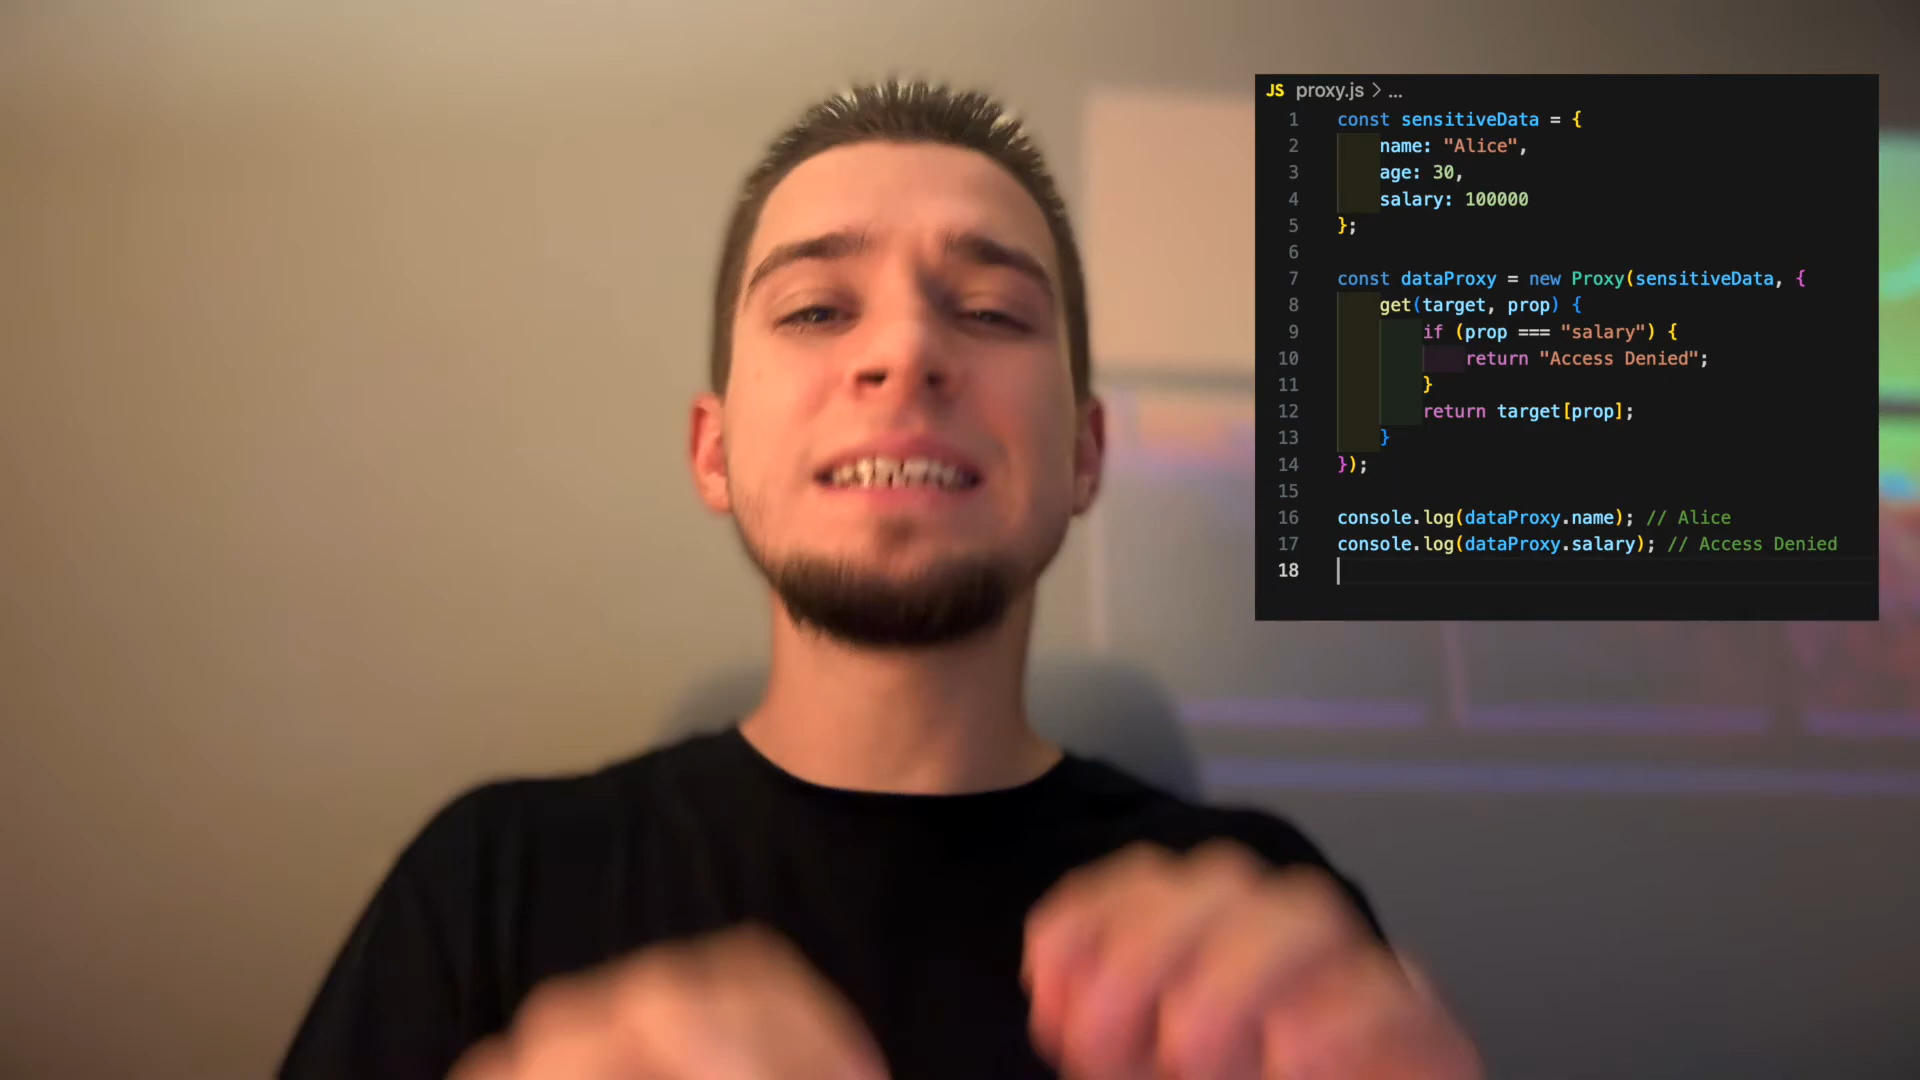 JS proxy.js > ...
1 const sensitiveData = {
2 name: "Alice",
3 age: 30,
4 salary: 100000
5 };
6
7 const dataProxy = new Proxy(sensitiveData, {
8 get(target, prop) {
9 if (prop === "salary") {
10 return "Access Denied";
11 }
12 return target[prop];
13 }
14 });
15
16 console.log(dataProxy.name); // Alice
17 console.log(dataProxy.salary); // Access Denied
18